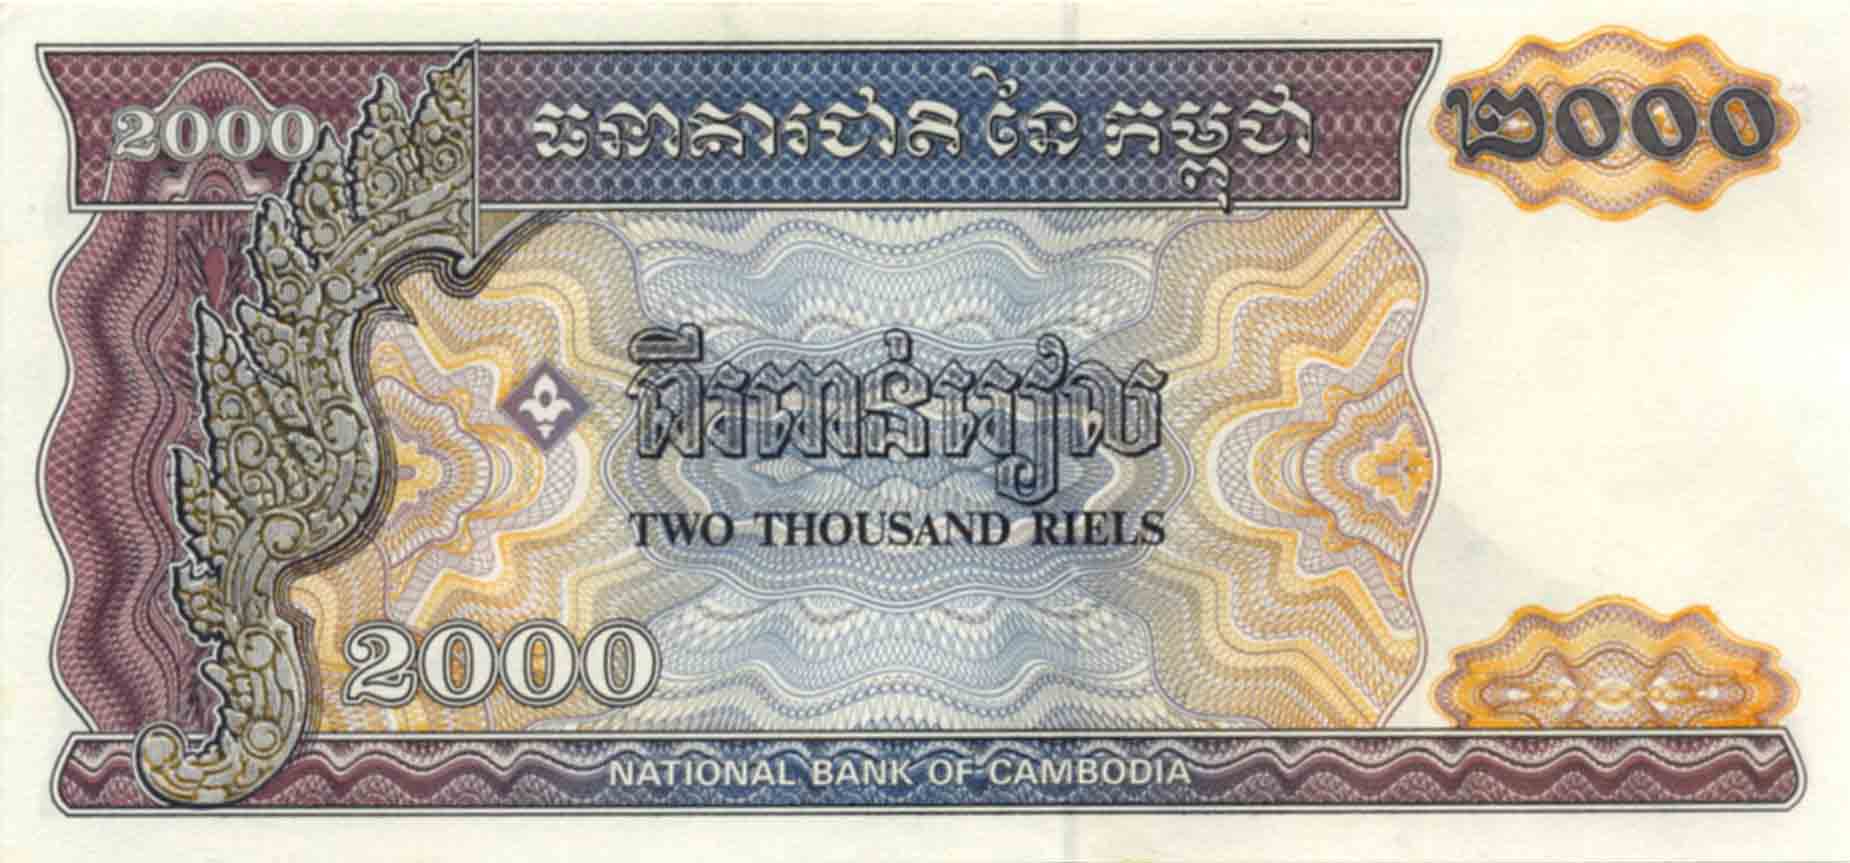 2000
ធនាគារជាតិ នៃ កម្ពុជា
២០០០
ពីរពាន់រៀល
TWO THOUSAND RIELS
2000
NATIONAL BANK OF CAMBODIA